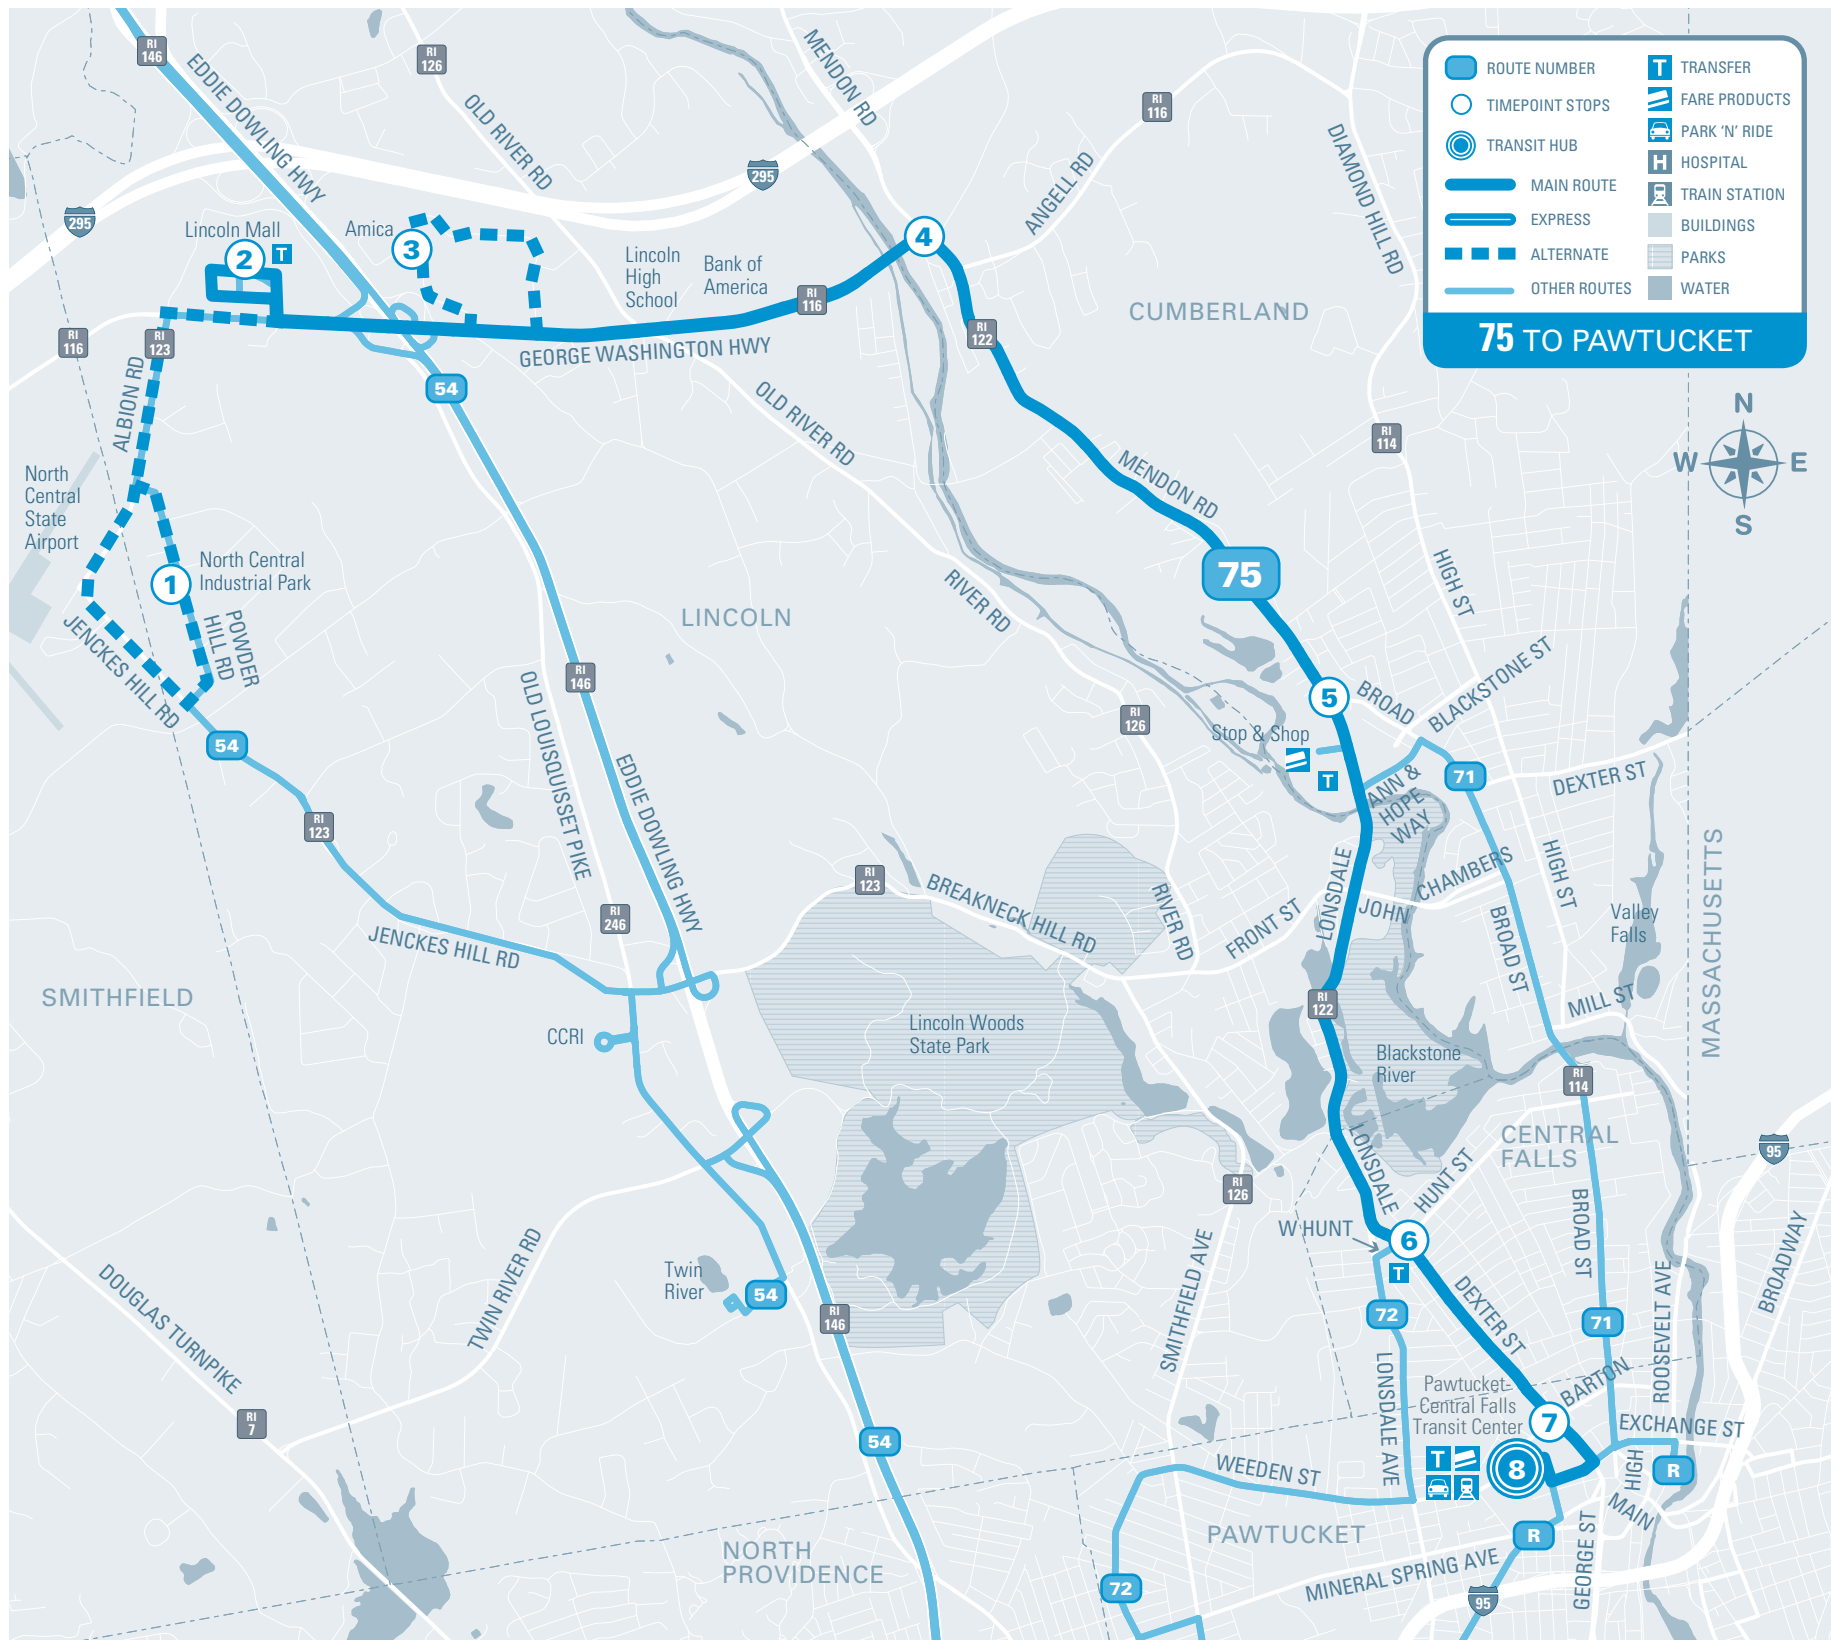 RI
146
EDDIE DOWLING HWY
RI
126
OLD RIVER RD
MENDON RD
RI
116
ANGELL RD
DIAMOND HILL RD
295
295
ROUTE NUMBER
TIMEPOINT STOPS
TRANSIT HUB
MAIN ROUTE
EXPRESS
ALTERNATE
OTHER ROUTES
T
TRANSFER
FARE PRODUCTS
PARK 'N' RIDE
H
HOSPITAL
TRAIN STATION
BUILDINGS
PARKS
WATER
75 TO PAWTUCKET
N
W
E
S
Lincoln Mall
2
T
Amica
3
Lincoln
High
School
Bank of
America
RI
116
4
RI
122
CUMBERLAND
RI
116
RI
123
GEORGE WASHINGTON HWY
54
ALBION RD
OLD RIVER RD
RI
114
MENDON RD
North
Central
State
Airport
North Central
Industrial Park
1
POWDER
HILL RD
JENCKES HILL RD
54
LINCOLN
RIVER RD
75
HIGH ST
RI
146
OLD LOUISQUISSET PIKE
EDDIE DOWLING HWY
RI
126
5
BROAD
BLACKSTONE ST
Stop & Shop
T
71
ANN &
HOPE
WAY
DEXTER ST
MASSACHUSETTS
RI
123
RI
123
BREAKNECK HILL RD
RIVER RD
FRONT ST
LONSDALE
JOHN
CHAMBERS
HIGH ST
BROAD ST
Valley
Falls
RI
246
JENCKES HILL RD
SMITHFIELD
CCRI
Lincoln Woods
State Park
RI
122
MILL ST
Blackstone
River
RI
114
CENTRAL
FALLS
95
LONSDALE
HUNT ST
RI
126
W HUNT
6
T
BROAD ST
BROADWAY
DOUGLAS TURNPIKE
TWIN RIVER RD
Twin
River
54
RI
146
SMITHFIELD AVE
72
DEXTER ST
71
ROOSEVELT AVE
LONSDALE AVE
Pawtucket-
Central Falls
Transit Center
BARTON
7
EXCHANGE ST
RI
7
54
WEEDEN ST
T
8
HIGH
R
MAIN
PAWTUCKET
R
GEORGE ST
NORTH
PROVIDENCE
MINERAL SPRING AVE
72
95